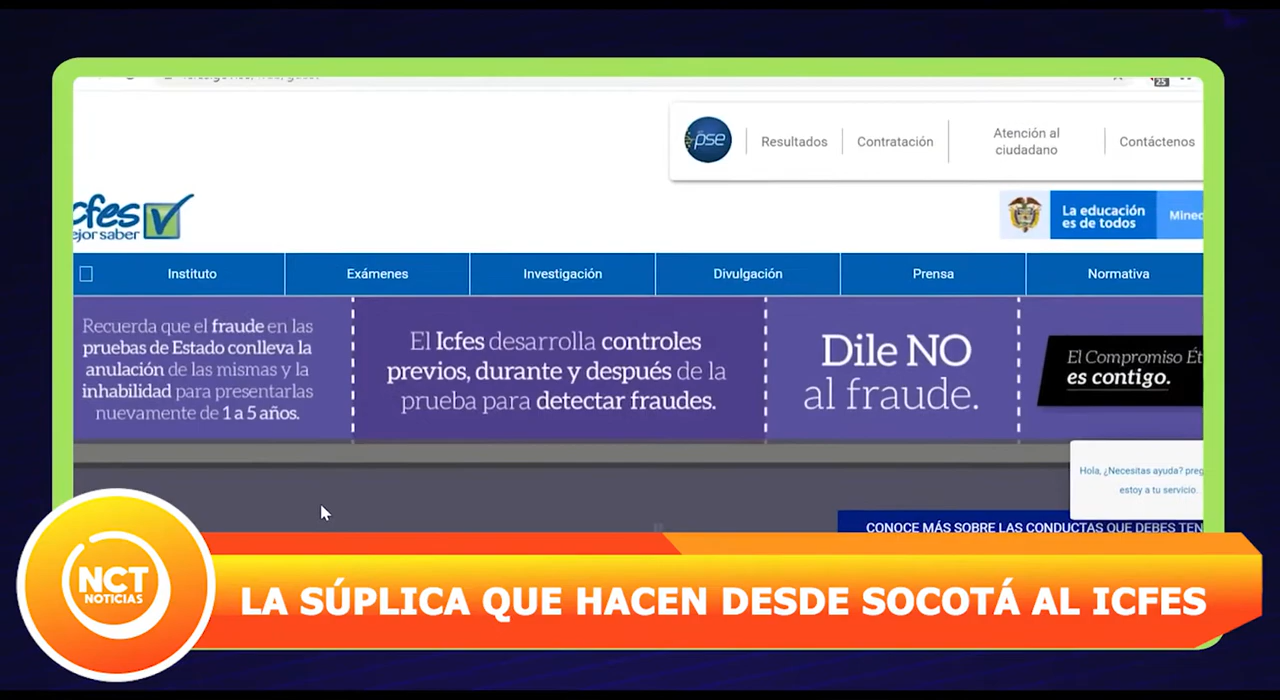 25
pse
Resultados
Contratación
Atención al
ciudadano
Contáctenos
cfes
ejor saber
La educación
es de todos
Mined
Instituto
Exámenes
Investigación
Divulgación
Prensa
Normativa
Recuerda que el fraude en las
pruebas de Estado conlleva la
anulación de las mismas y la
inhabilidad para presentarlas
nuevamente de 1 a 5 años.
El Icfes desarrolla controles
previos, durante y después de la
prueba para detectar fraudes.
Dile NO
al fraude.
El Compromiso Ét
es contigo.
Hola, ¿Necesitas ayuda? preg
estoy a tu servicio.
CONOCE MÁS SOBRE LAS CONDUCTAS QUE DEBES TEN
NCT
NOTICIAS
LA SÚPLICA QUE HACEN DESDE SOCOTÁ AL ICFES